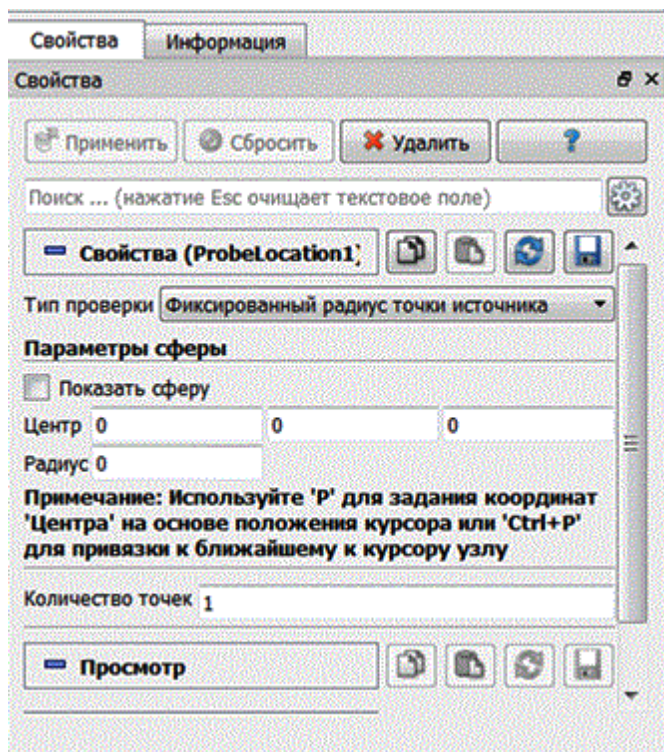 Свойства Информация
Свойства
Применить Сбросить Удалить ?
Поиск ... (нажатие Esc очищает текстовое поле)
Свойства (ProbeLocation1)
Тип проверки Фиксированный радиус точки источника
Параметры сферы
Показать сферу
Центр 0 0 0
Радиус 0
Примечание: Используйте 'P' для задания координат
'Центра' на основе положения курсора или 'Ctrl+P'
для привязки к ближайшему к курсору узлу
Количество точек 1
Просмотр